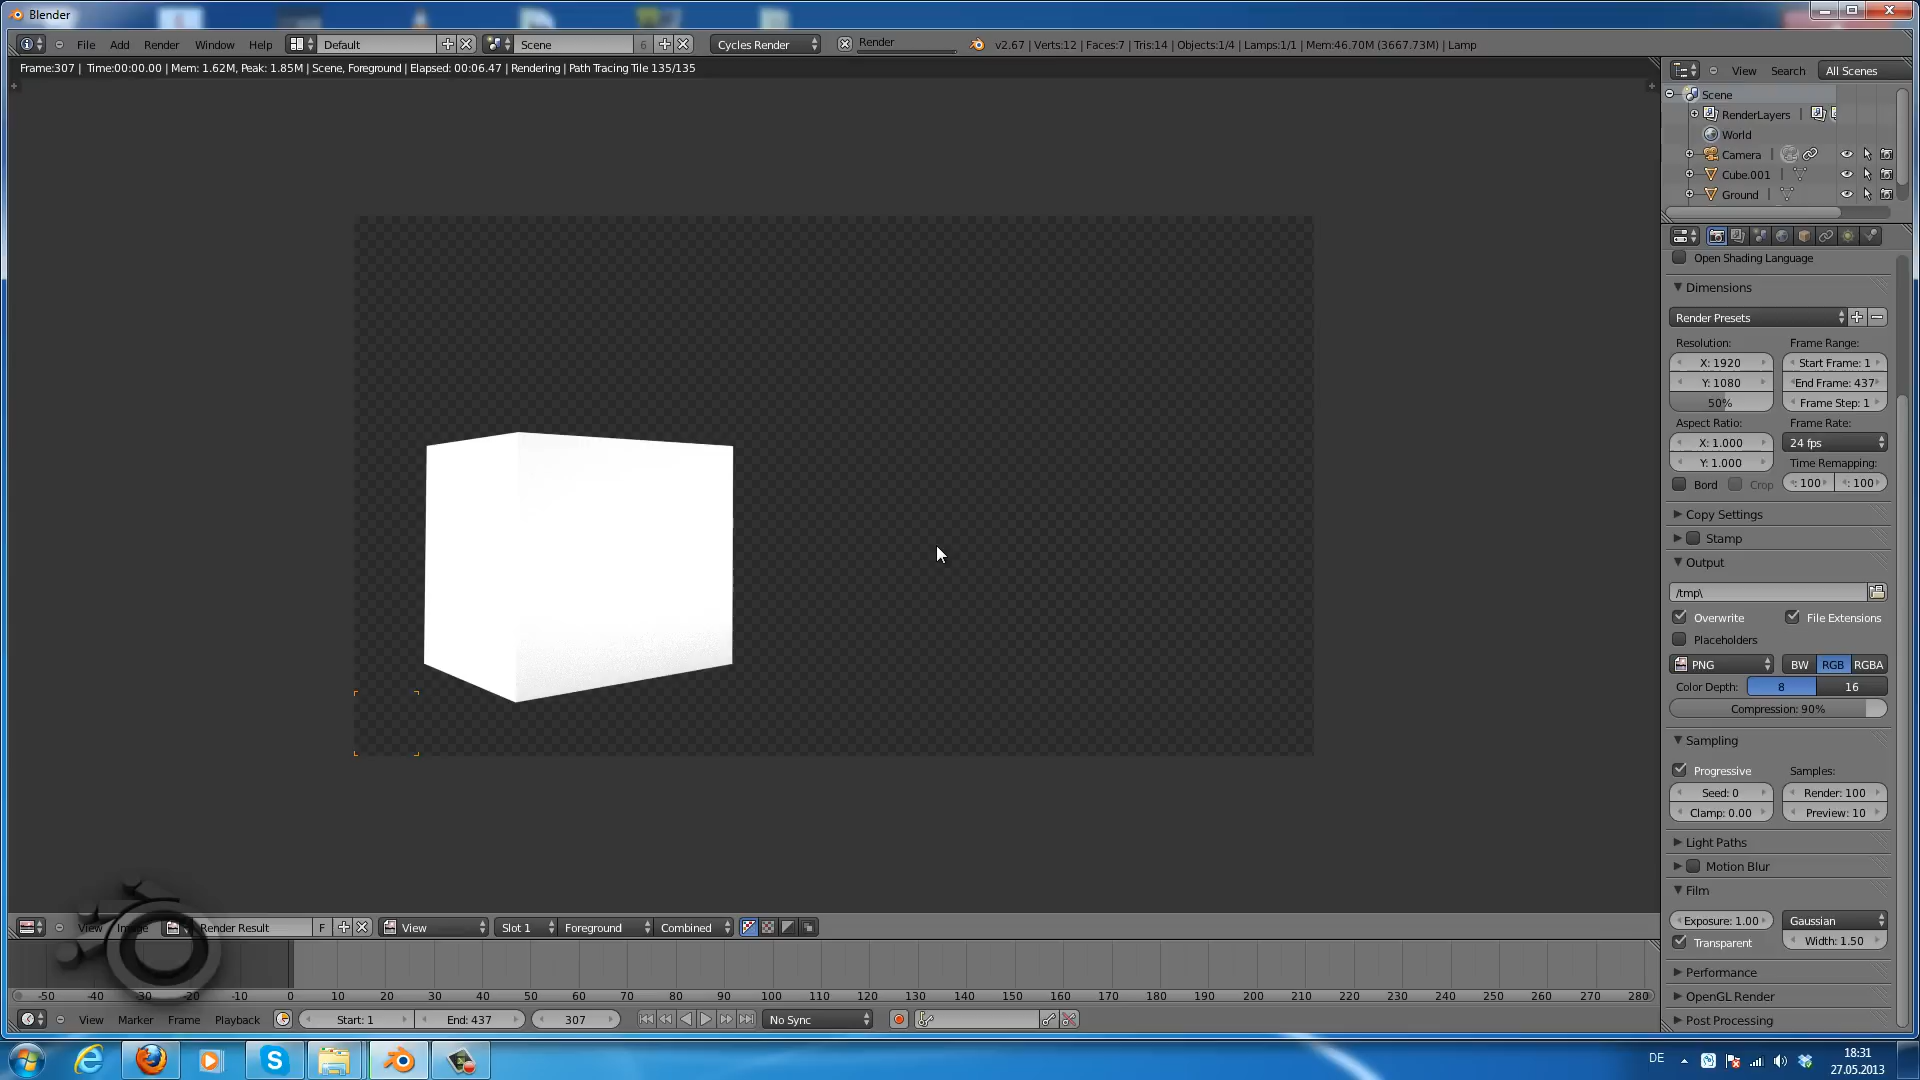 Blender
File Add Render Window Help Default Scene 6 Cycles Render Render v2.67 | Verts:12 | Faces:7 | Tris:14 | Objects:1/4 | Lamps:1/1 | Mem:46.70M (3667.73M) | Lamp
Frame:307 | Time:00:00.00 | Mem: 1.62M, Peak: 1.85M | Scene, Foreground | Elapsed: 00:06.47 | Rendering | Path Tracing Tile 135/135
View Search All Scenes
Scene
RenderLayers
World
Camera
Cube.001
Ground
Open Shading Language
Dimensions
Render Presets
Resolution: Frame Range:
X: 1920 Start Frame: 1
Y: 1080 End Frame: 437
50% Frame Step: 1
Aspect Ratio: Frame Rate:
X: 1.000 24 fps
Y: 1.000 Time Remapping:
Bord Crop : 100 : 100
Copy Settings
Stamp
Output
/tmp\
Overwrite File Extensions
Placeholders
PNG BW RGB RGBA
Color Depth: 8 16
Compression: 90%
Sampling
Progressive Samples:
Seed: 0 Render: 100
Clamp: 0.00 Preview: 10
Light Paths
Motion Blur
Film
Exposure: 1.00 Gaussian
Transparent Width: 1.50
Performance
OpenGL Render
Post Processing
View Image Render Result F View Slot 1 Foreground Combined
-50 -40 -30 -20 -10 0 10 20 30 40 50 60 70 80 90 100 110 120 130 140 150 160 170 180 190 200 210 220 230 240 250 260 270 280
View Marker Frame Playback Start: 1 End: 437 307 No Sync
DE 18:31
27.05.2013